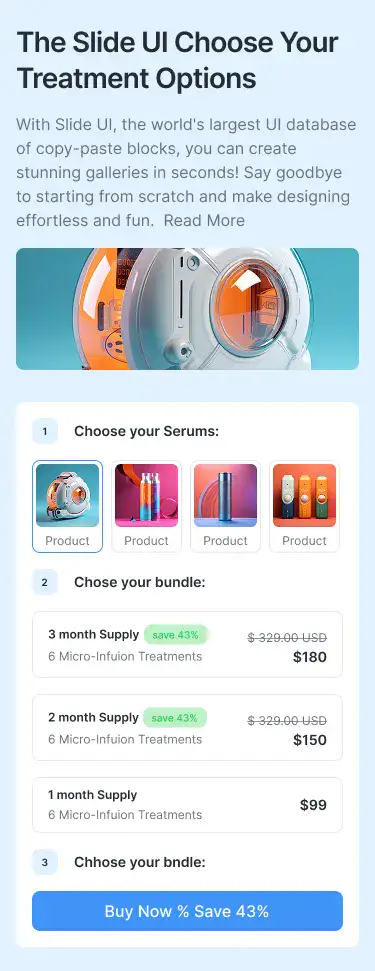 The Slide UI Choose Your
Treatment Options
With Slide UI, the world's largest UI database
of copy-paste blocks, you can create
stunning galleries in seconds! Say goodbye
to starting from scratch and make designing
effortless and fun. Read More
1 Choose your Serums:
Product Product Product Product
2 Chose your bundle:
3 month Supply save 43% $ 329.00 USD
6 Micro-Infuion Treatments $180
2 month Supply save 43% $ 329.00 USD
6 Micro-Infuion Treatments $150
1 month Supply
6 Micro-Infuion Treatments $99
3 Chhose your bndle:
Buy Now % Save 43%